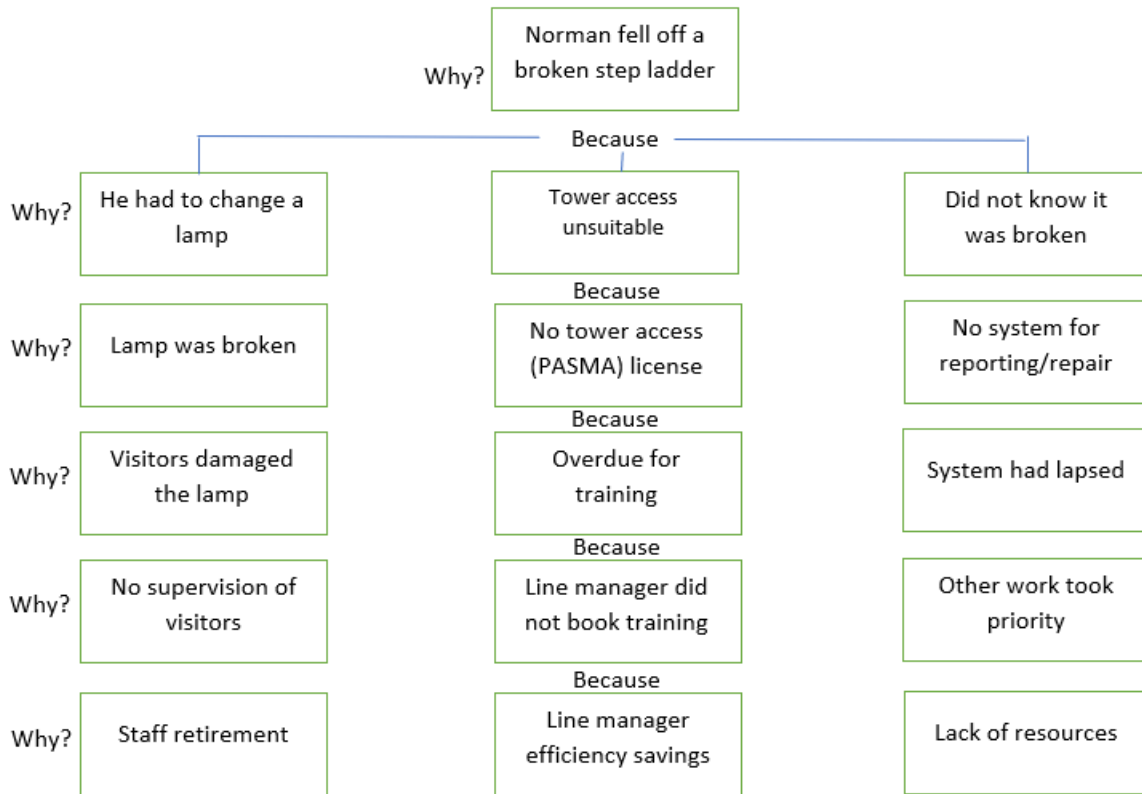 Norman fell off a
broken step ladder
Why?
Because
Why?
He had to change a
lamp
Tower access
unsuitable
Did not know it
was broken
Because
Why?
Lamp was broken
No tower access
(PASMA) license
No system for
reporting/repair
Because
Why?
Visitors damaged
the lamp
Overdue for
training
System had lapsed
Because
Why?
No supervision of
visitors
Line manager did
not book training
Other work took
priority
Because
Why?
Staff retirement
Line manager
efficiency savings
Lack of resources